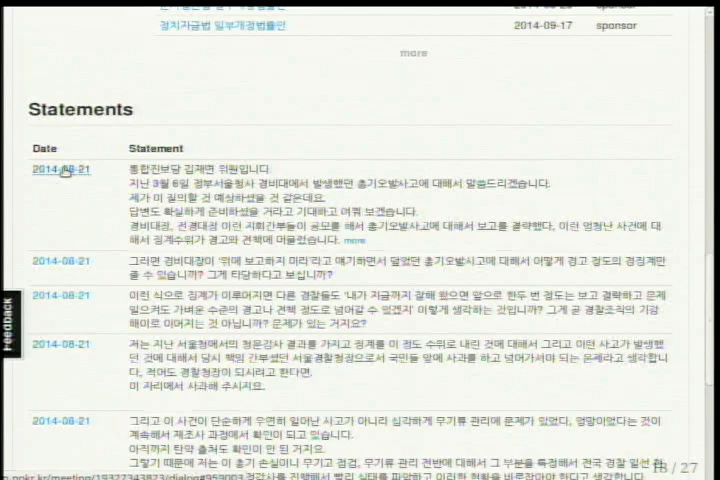 정치자금법 일부개정법률안 2014-09-17 sponsor
more
Statements
Date Statement
2014-08-21 통합진보당 김재연 위원입니다.
지난 3월 6일 정부서울청사 경비대에서 발생했던 총기오발사고에 대해서 말씀드리겠습니다.
제가 이 질의할 것 예상하셨을 것 같은데요.
답변도 확실하게 준비하셨을 거라고 기대하고 여쭤 보겠습니다.
경비대장, 전경대장 이런 지휘간부들이 공모를 해서 총기오발사고에 대해서 보고를 결략했다, 이런 엄청난 사건에 대
해서 징계수위가 경고와 견책에 머물렀습니다. more
2014-08-21 그러면 경비대장이 '위에 보고하지 마라'라고 얘기하면서 덮었던 총기오발사고에 대해서 어떻게 경고 정도의 경징계만
줄 수 있습니까? 그게 타당하다고 보십니까?
2014-08-21 이런 식으로 징계가 이루어지면 다른 경찰들도 '내가 지금까지 잘해 왔으면 앞으로 한두 번 정도는 보고 결략하고 문제
일으켜도 가벼운 수준의 경고나 견책 정도로 넘어갈 수 있겠지' 이렇게 생각하는 것입니까? 그게 곧 경찰조직의 기강
해이로 이어지는 것 아닙니까? 문제가 있는 거지요?
2014-08-21 저는 지난 서울청에서의 청문감사 결과를 가지고 징계를 이 정도 수위로 내린 것에 대해서 그리고 이런 사고가 발생했
던 것에 대해서 당시 책임 간부셨던 서울경찰청장으로서 국민들 앞에 사과를 하고 넘어가셔야 되는 문제라고 생각합니
다, 적어도 경찰청장이 되시려고 한다면.
이 자리에서 사과해 주시지요.
2014-08-21 그리고 이 사건이 단순하게 우연히 일어난 사고가 아니라 심각하게 무기류 관리에 문제가 있었다, 엉망이었다는 것이
계속해서 재조사 과정에서 확인이 되고 있습니다.
아직까지 탄약 출처도 확인이 안 된 거지요.
그렇기 때문에 저는 이 총기 손실이나 무기고 점검, 무기류 관리 전반에 대해서 그 부분을 특정해서 전국 경찰 일선
18 / 27
Feedback